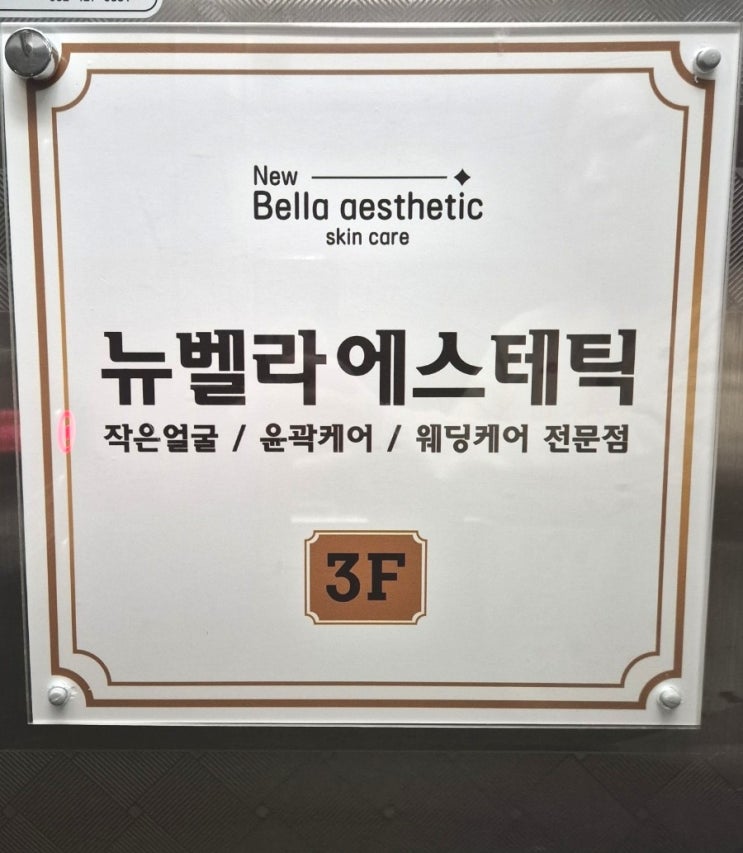 New
Bella aesthetic
skin care
뉴벨라에스테틱
작은얼굴 / 윤곽케어 / 웨딩케어 전문점
3F